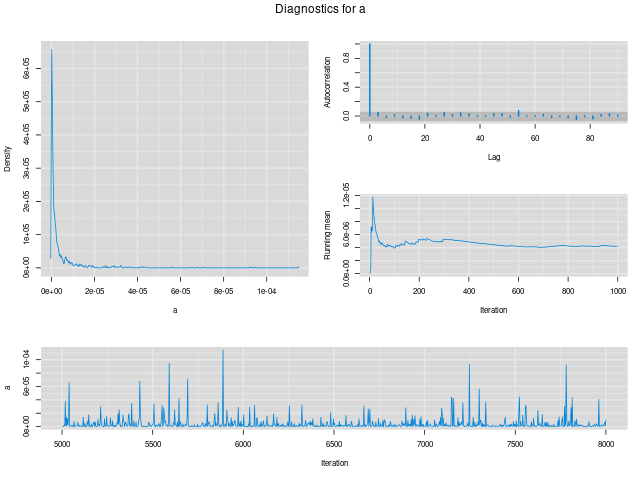 Diagnostics for a
Density
0e+00 1e+05 2e+05 3e+05 4e+05 5e+05 6e+05
0e+00 2e-05 4e-05 6e-05 8e-05 1e-04
a
Autocorrelation
0.0 0.4 0.8
0 20 40 60 80
Lag
Running mean
0.0e+00 6.0e-06 1.2e-05
0 200 400 600 800 1000
Iteration
a
0e+00 6e-05 1e-04
5000 5500 6000 6500 7000 7500 8000
Iteration